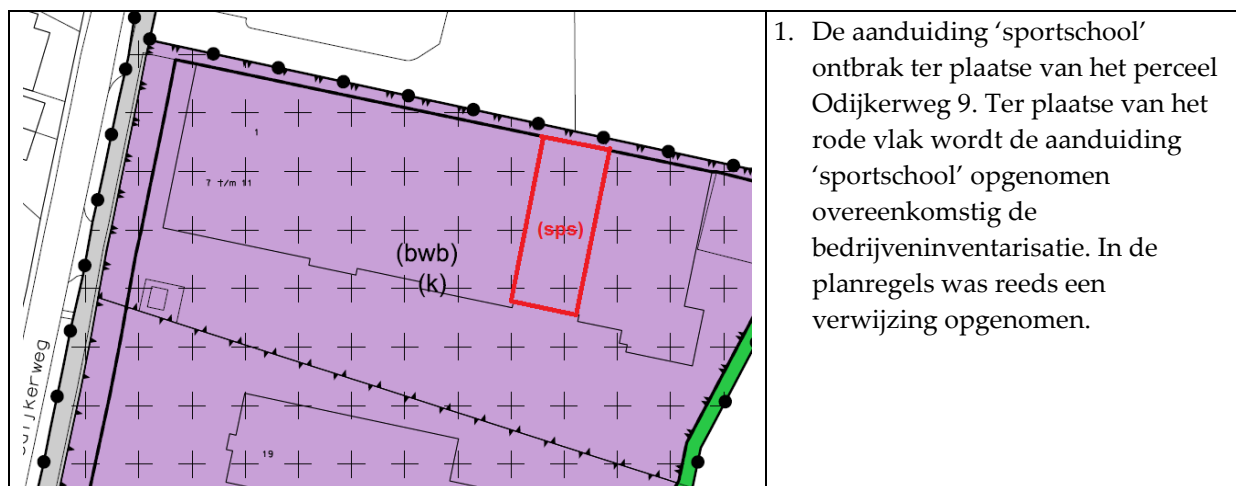 1
7 t/m 11
(sps)
(bwb)
(k)
19
1. De aanduiding ‘sportschool’
ontbrak ter plaatse van het perceel
Odijkerweg 9. Ter plaatse van het
rode vlak wordt de aanduiding
‘sportschool’ opgenomen
overeenkomstig de
bedrijveninventarisatie. In de
planregels was reeds een
verwijzing opgenomen.